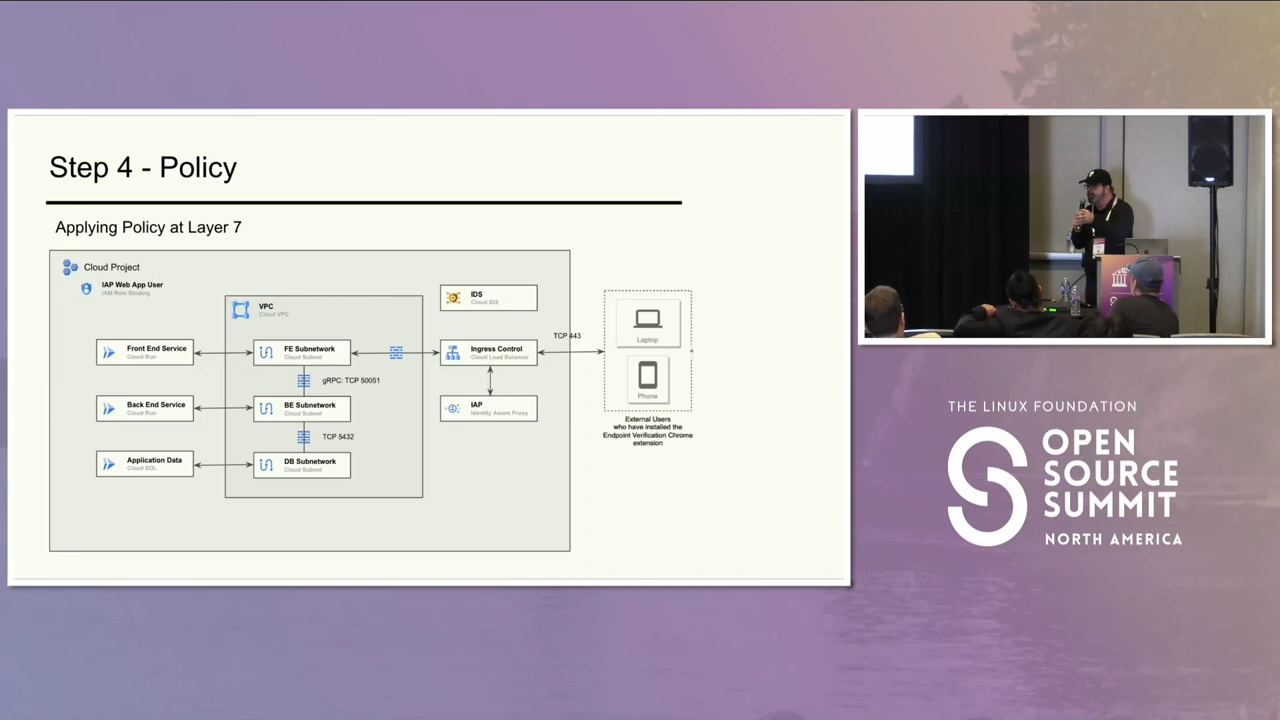 Step 4 - Policy
Applying Policy at Layer 7
Cloud Project
IAP Web App User
IAM Role Binding
VPC
Cloud VPC
IDS
Cloud IDS
TCP 443
Front End Service
Cloud Run
FE Subnetwork
Cloud Subnet
Ingress Control
Cloud Load Balancer
Laptop
gRPC: TCP 50051
Back End Service
Cloud Run
BE Subnetwork
Cloud Subnet
IAP
Identity Aware Proxy
Phone
TCP 5432
External Users
who have installed the
Endpoint Verification Chrome
extension
Application Data
Cloud SQL
DB Subnetwork
Cloud Subnet
THE LINUX FOUNDATION
OPEN
SOURCE
SUMMIT
NORTH AMERICA